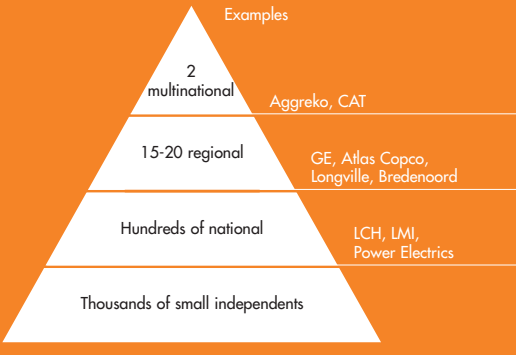 Examples
2
multinational
Aggreko, CAT
15-20 regional
GE, Atlas Copco,
Longville, Bredenoord
Hundreds of national
LCH, LMI,
Power Electrics
Thousands of small independents